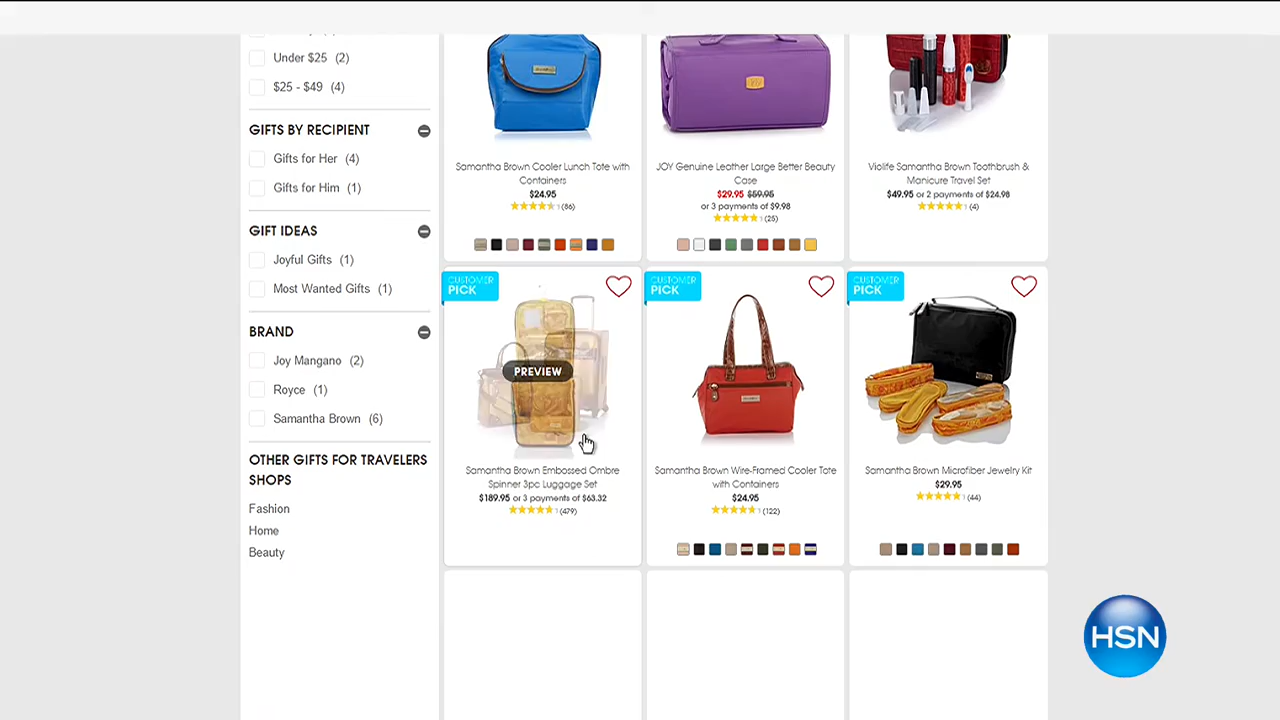 Under $25 (2)
$25 - $49 (4)
GIFTS BY RECIPIENT
Gifts for Her (4)
Gifts for Him (1)
GIFT IDEAS
Joyful Gifts (1)
Most Wanted Gifts (1)
BRAND
Joy Mangano (2)
Royce (1)
Samantha Brown (6)
OTHER GIFTS FOR TRAVELERS
SHOPS
Fashion
Home
Beauty
Samantha Brown Cooler Lunch Tote with
Containers
$24.95
(86)
JOY Genuine Leather Large Better Beauty
Case
$29.95 $59.95
or 3 payments of $9.98
(25)
Violife Samantha Brown Toothbrush &
Manicure Travel Set
$49.95 or 2 payments of $24.98
(4)
CUSTOMER
PICK
PREVIEW
Samantha Brown Embossed Ombre
Spinner 3pc Luggage Set
$189.95 or 3 payments of $63.32
(479)
CUSTOMER
PICK
Samantha Brown Wire-Framed Cooler Tote
with Containers
$24.95
(122)
CUSTOMER
PICK
Samantha Brown Microfiber Jewelry Kit
$29.95
(44)
HSN